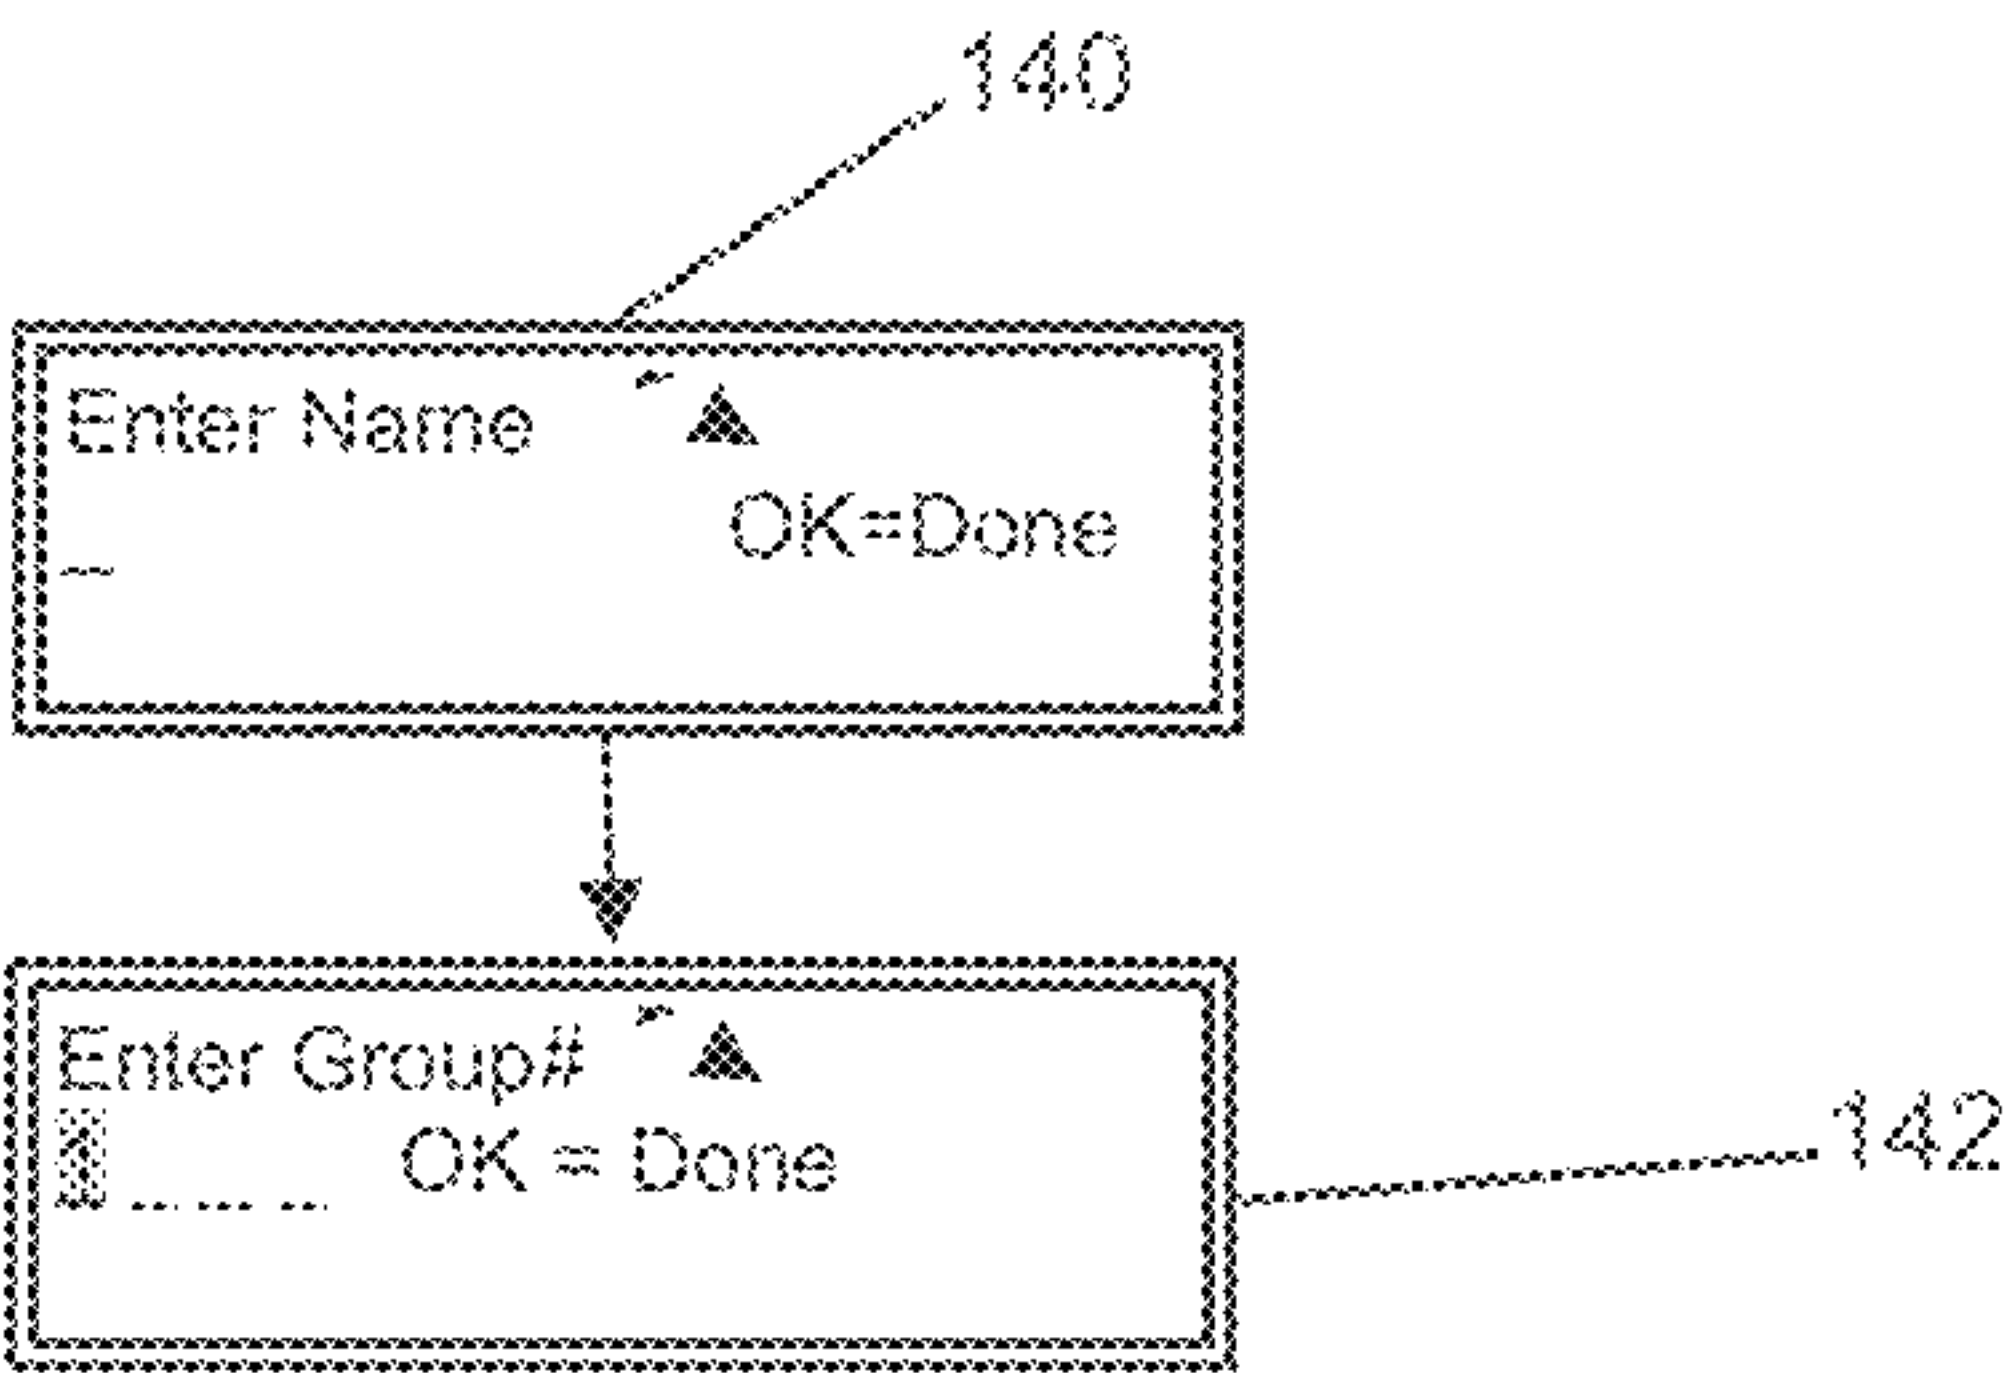 140
Enter Name ▲
OK=Done
_
Enter Group# ▲
_ _ _ OK = Done
142